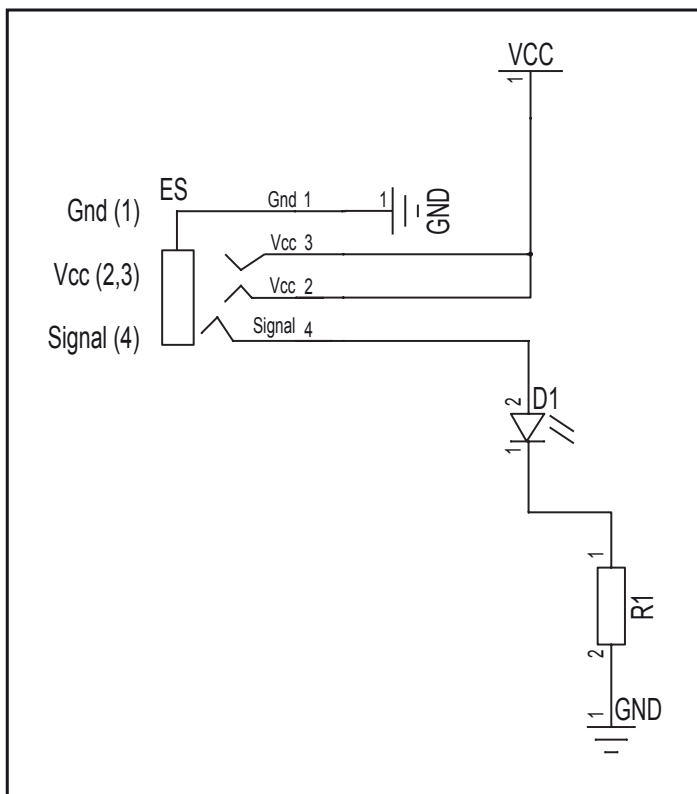 VCC
1
ES
Gnd (1)
Gnd 1
1
GND
Vcc 3
Vcc (2,3)
Vcc 2
Signal 4
Signal (4)
2
D1
1
1
R1
2
1
GND